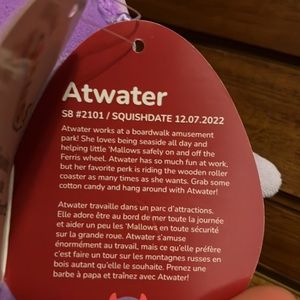 Atwater
SB #2101 / SQUISHDATE 12.07.2022
Atwater works at a boardwalk amusement
park! She loves being seaside all day and
helping little 'Mallows safely on and off the
Ferris wheel. Atwater has so much fun at work,
but her favorite perk is riding the wooden roller
coaster as many times as she wants. Grab some
cotton candy and hang around with Atwater!
Atwater travaille dans un parc d'attractions.
Elle adore être au bord de mer toute la journée
et aider un peu les 'Mallows en toute sécurité
sur la grande roue. Atwater s'amuse
énormément au travail, mais ce qu'elle préfère
c'est faire un tour sur les montagnes russes en
bois autant qu'elle le souhaite. Prenez une
barbe à papa et traînez avec Atwater!